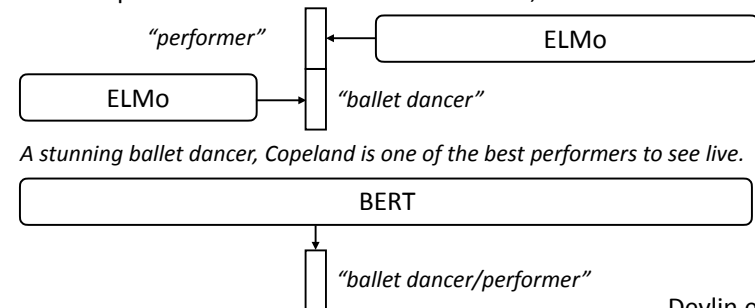 "performer"
ELMo
ELMo
"ballet dancer"
A stunning ballet dancer, Copeland is one of the best performers to see live.
BERT
"ballet dancer/performer"